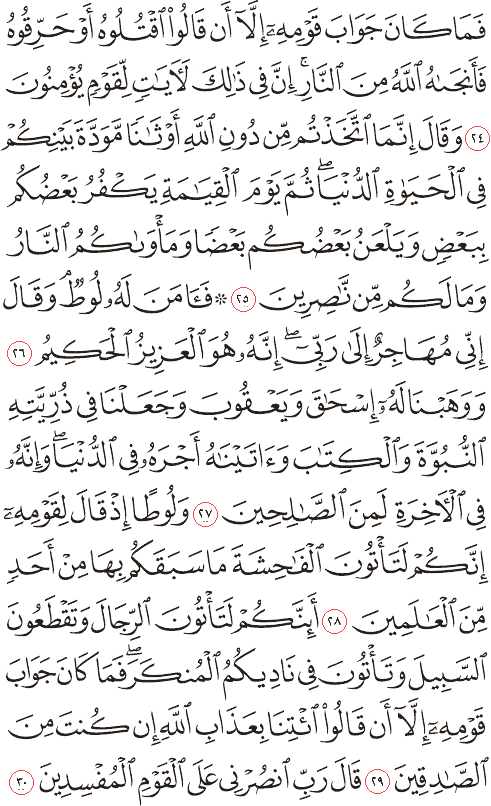 فَمَا كَانَ جَوَابَ قَوْمِهِۦٓ إِلَّآ أَن قَالُوا۟ ٱقْتُلُوهُ أَوْ حَرِّقُوهُ
فَأَنجَىٰهُ ٱللَّهُ مِنَ ٱلنَّارِ ۚ إِنَّ فِى ذَٰلِكَ لَـَٔايَـٰتٍ لِّقَوْمٍ يُؤْمِنُونَ
٢٤ وَقَالَ إِنَّمَا ٱتَّخَذْتُم مِّن دُونِ ٱللَّهِ أَوْثَـٰنًا مَّوَدَّةَ بَيْنِكُمْ
فِى ٱلْحَيَوٰةِ ٱلدُّنْيَا ۖ ثُمَّ يَوْمَ ٱلْقِيَـٰمَةِ يَكْفُرُ بَعْضُكُم
بِبَعْضٍ وَيَلْعَنُ بَعْضُكُم بَعْضًا وَمَأْوَىٰكُمُ ٱلنَّارُ
وَمَا لَكُم مِّن نَّـٰصِرِينَ ٢٥ ۞ فَـَٔامَنَ لَهُۥ لُوطٌ ۘ وَقَالَ
إِنِّى مُهَاجِرٌ إِلَىٰ رَبِّىٓ ۖ إِنَّهُۥ هُوَ ٱلْعَزِيزُ ٱلْحَكِيمُ ٢٦
وَوَهَبْنَا لَهُۥٓ إِسْحَـٰقَ وَيَعْقُوبَ وَجَعَلْنَا فِى ذُرِّيَّتِهِ
ٱلنُّبُوَّةَ وَٱلْكِتَـٰبَ وَءَاتَيْنَـٰهُ أَجْرَهُۥ فِى ٱلدُّنْيَا ۖ وَإِنَّهُۥ
فِى ٱلْـَٔاخِرَةِ لَمِنَ ٱلصَّـٰلِحِينَ ٢٧ وَلُوطًا إِذْ قَالَ لِقَوْمِهِۦٓ
إِنَّكُمْ لَتَأْتُونَ ٱلْفَـٰحِشَةَ مَا سَبَقَكُم بِهَا مِنْ أَحَدٍ
مِّنَ ٱلْعَـٰلَمِينَ ٢٨ أَئِنَّكُمْ لَتَأْتُونَ ٱلرِّجَالَ وَتَقْطَعُونَ
ٱلسَّبِيلَ وَتَأْتُونَ فِى نَادِيكُمُ ٱلْمُنكَرَ ۖ فَمَا كَانَ جَوَابَ
قَوْمِهِۦٓ إِلَّآ أَن قَالُوا۟ ٱئْتِنَا بِعَذَابِ ٱللَّهِ إِن كُنتَ مِنَ
ٱلصَّـٰدِقِينَ ٢٩ قَالَ رَبِّ ٱنصُرْنِى عَلَى ٱلْقَوْمِ ٱلْمُفْسِدِينَ ٣٠